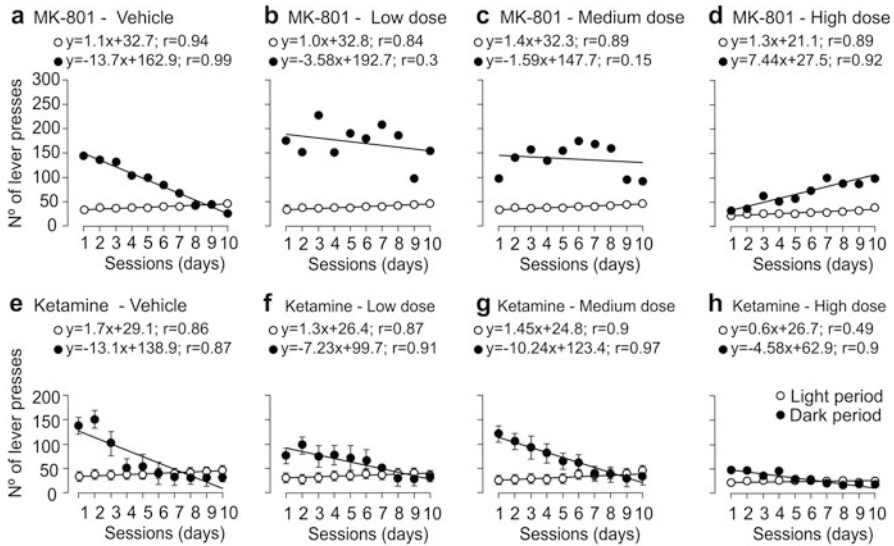 a MK-801 - Vehicle
○ y=1.1x+32.7; r=0.94
● y=-13.7x+162.9; r=0.99
b MK-801 - Low dose
○ y=1.0x+32.8; r=0.84
● y=-3.58x+192.7; r=0.3
c MK-801 - Medium dose
○ y=1.4x+32.3; r=0.89
● y=-1.59x+147.7; r=0.15
d MK-801 - High dose
○ y=1.3x+21.1; r=0.89
● y=7.44x+27.5; r=0.92
Nº of lever presses
300
250
200
150
100
50
0
1 2 3 4 5 6 7 8 9 10
Sessions (days)
1 2 3 4 5 6 7 8 9 10
Sessions (days)
1 2 3 4 5 6 7 8 9 10
Sessions (days)
1 2 3 4 5 6 7 8 9 10
Sessions (days)
e Ketamine - Vehicle
○ y=1.7x+29.1; r=0.86
● y=-13.1x+138.9; r=0.87
f Ketamine - Low dose
○ y=1.3x+26.4; r=0.87
● y=-7.23x+99.7; r=0.91
g Ketamine - Medium dose
○ y=1.45x+24.8; r=0.9
● y=-10.24x+123.4; r=0.97
h Ketamine - High dose
○ y=0.6x+26.7; r=0.49
● y=-4.58x+62.9; r=0.9
○ Light period
● Dark period
Nº of lever presses
200
150
100
50
0
1 2 3 4 5 6 7 8 9 10
Sessions (days)
1 2 3 4 5 6 7 8 9 10
Sessions (days)
1 2 3 4 5 6 7 8 9 10
Sessions (days)
1 2 3 4 5 6 7 8 9 10
Sessions (days)